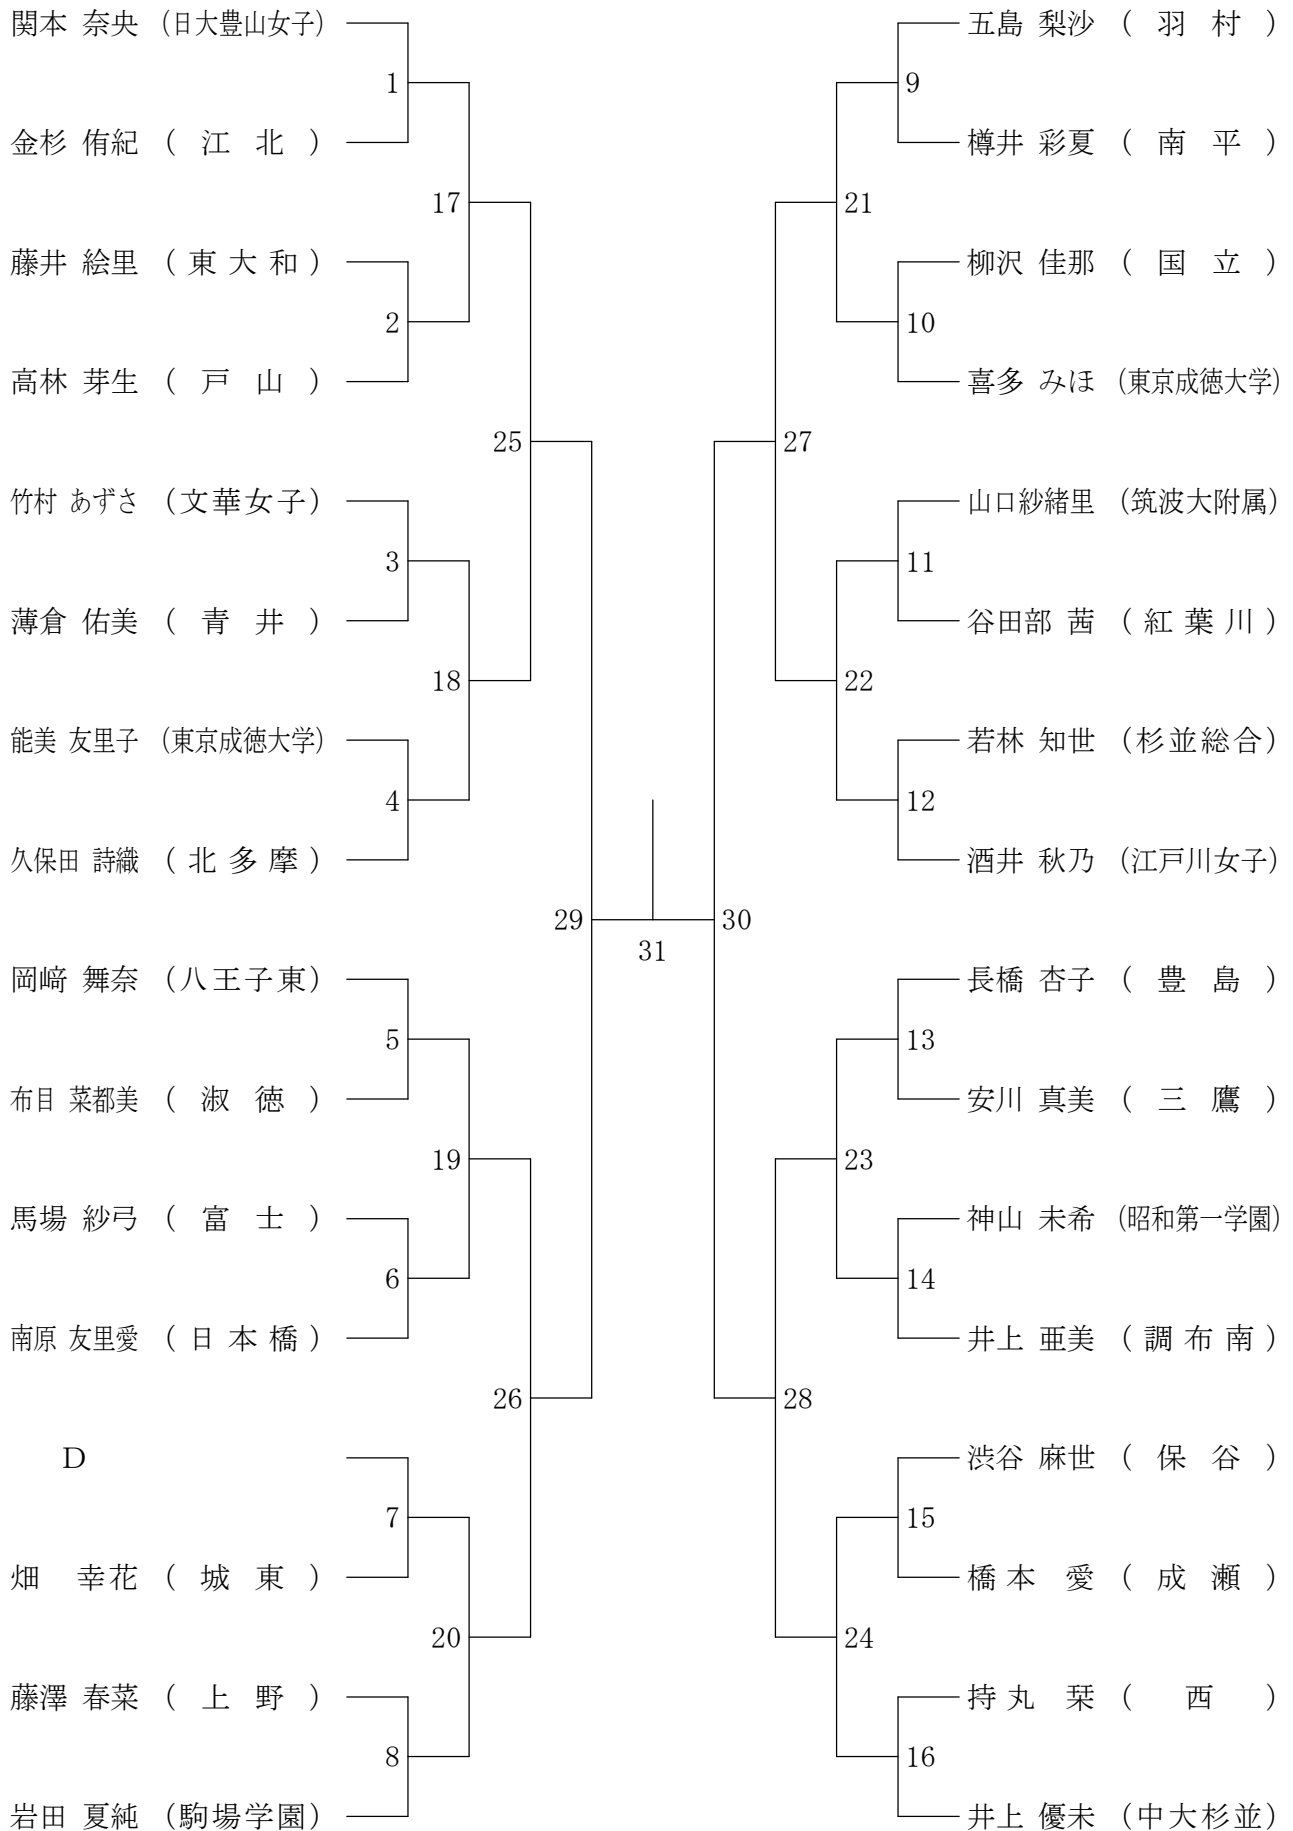 関本 奈央 (日大豊山女子)
1
金杉 侑紀 ( 江 北 )
17
藤井 絵里 ( 東 大 和 )
2
高林 芽生 ( 戸 山 )
25
竹村 あずさ (文華女子)
3
薄倉 佑美 ( 青 井 )
18
能美 友里子 (東京成徳大学)
4
久保田 詩織 ( 北 多 摩 )
29
岡﨑 舞奈 (八王子東)
5
布目 菜都美 ( 淑 徳 )
19
馬場 紗弓 ( 富 士 )
6
南原 友里愛 ( 日 本 橋 )
26
D
7
畑 幸花 ( 城 東 )
20
藤澤 春菜 ( 上 野 )
8
岩田 夏純 (駒場学園)
31
五島 梨沙 ( 羽 村 )
9
樽井 彩夏 ( 南 平 )
21
柳沢 佳那 ( 国 立 )
10
喜多 みほ (東京成徳大学)
27
山口紗緒里 (筑波大附属)
11
谷田部 茜 ( 紅 葉 川 )
22
若林 知世 (杉並総合)
12
酒井 秋乃 (江戸川女子)
30
長橋 杏子 ( 豊 島 )
13
安川 真美 ( 三 鷹 )
23
神山 未希 (昭和第一学園)
14
井上 亜美 ( 調 布 南 )
28
渋谷 麻世 ( 保 谷 )
15
橋本 愛 ( 成 瀬 )
24
持丸 栞 ( 西 )
16
井上 優未 (中大杉並)